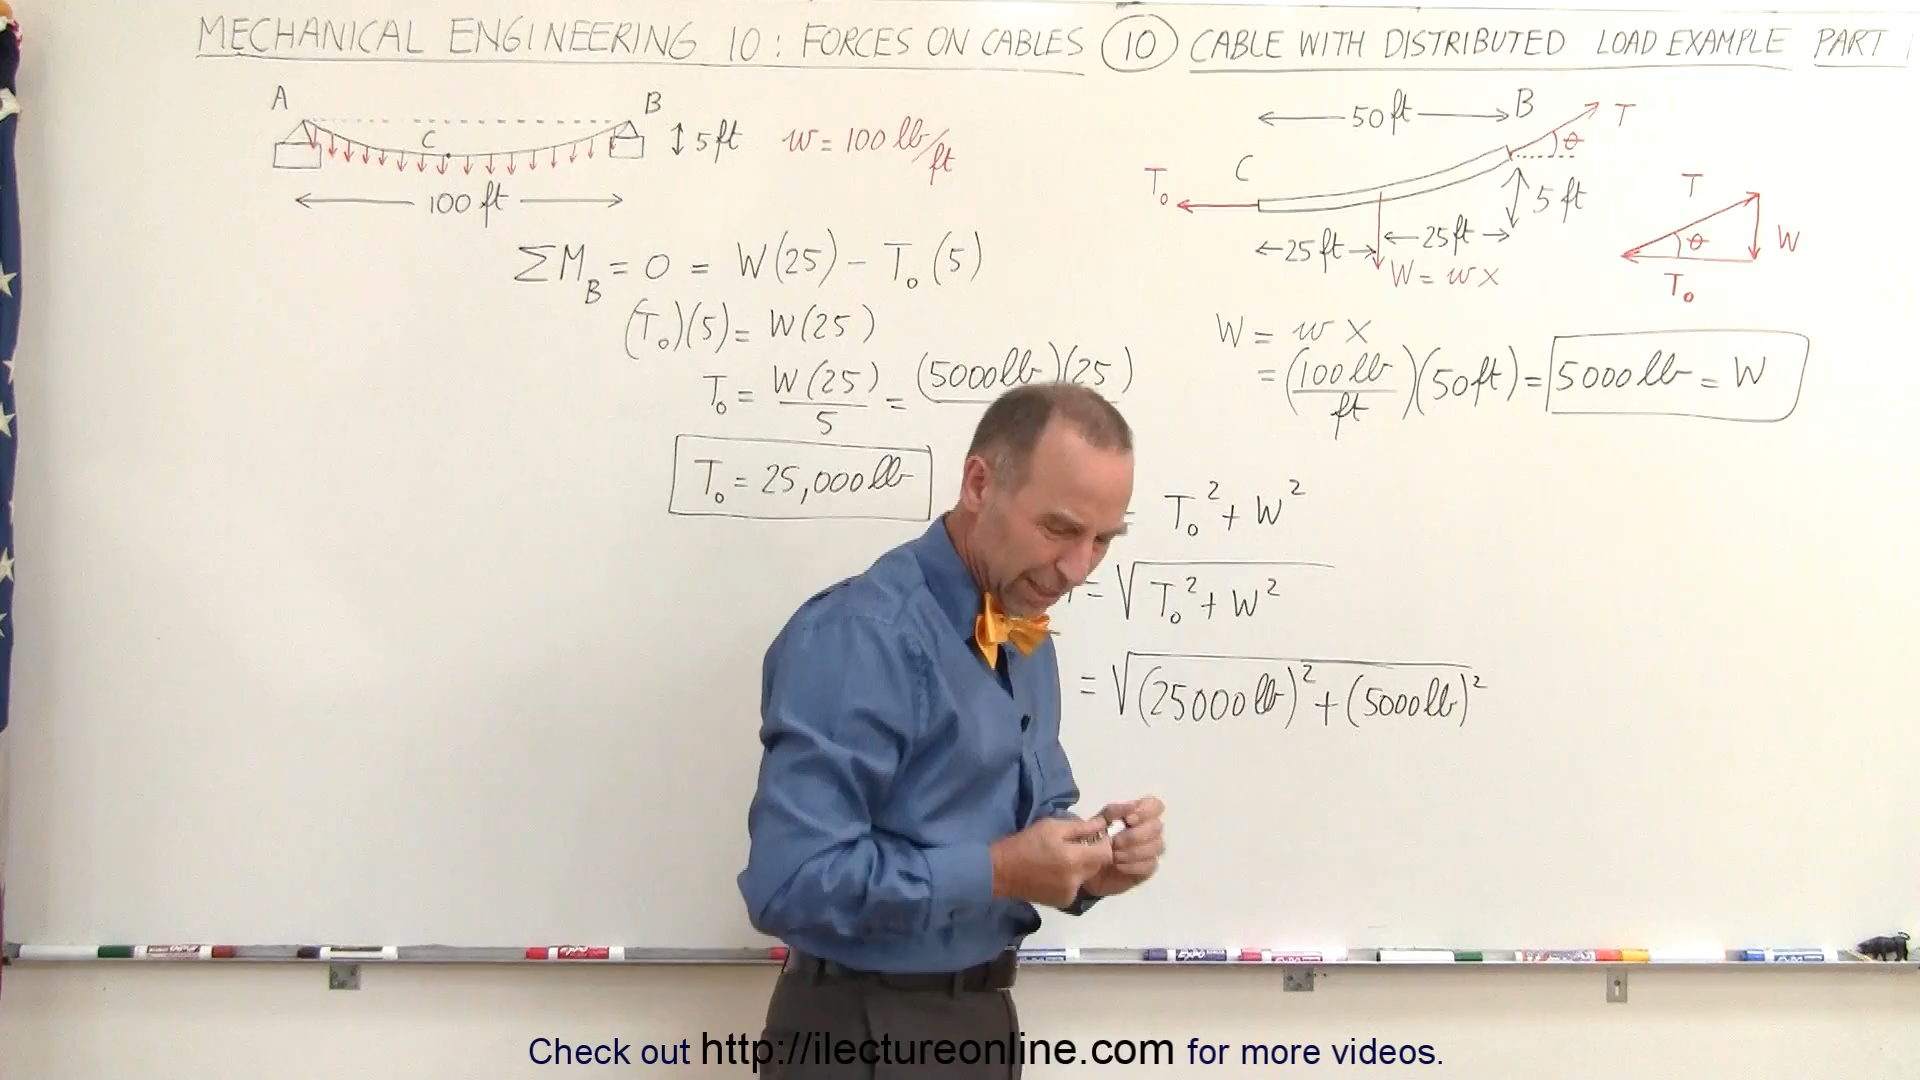 MECHANICAL ENGINEERING 10: FORCES ON CABLES 10 CABLE WITH DISTRIBUTED LOAD EXAMPLE PART
A B
C
5 ft
w = 100 lb/ft
100 ft
50 ft B T
θ
C
T₀
5 ft
25 ft 25 ft
W = wx
T
θ W
T₀
ΣM_B = 0 = W(25) - T₀(5)
(T₀)(5) = W(25)
T₀ = W(25)/5 = (5000 lb)(25)
T₀ = 25,000 lb
W = wx
= (100 lb/ft)(50 ft) = 5000 lb = W
= T₀² + W²
= √(T₀² + W²)
= √((25000 lb)² + (5000 lb)²)
Check out http://ilectureonline.com for more videos.